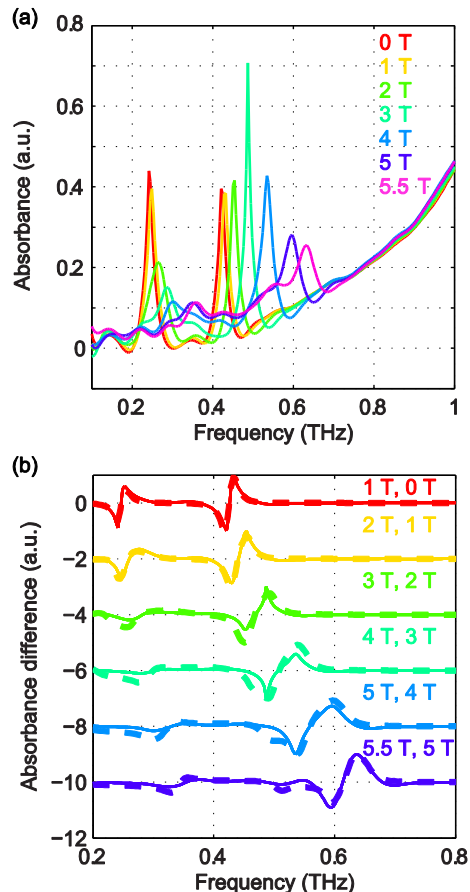 (a)
0.8
0.6
0.4
0.2
0
Absorbance (a.u.)
0 T
1 T
2 T
3 T
4 T
5 T
5.5 T
0.2 0.4 0.6 0.8 1
Frequency (THz)
(b)
0
−2
−4
−6
−8
−10
−12
Absorbance difference (a.u.)
1 T, 0 T
2 T, 1 T
3 T, 2 T
4 T, 3 T
5 T, 4 T
5.5 T, 5 T
0.2 0.4 0.6 0.8
Frequency (THz)